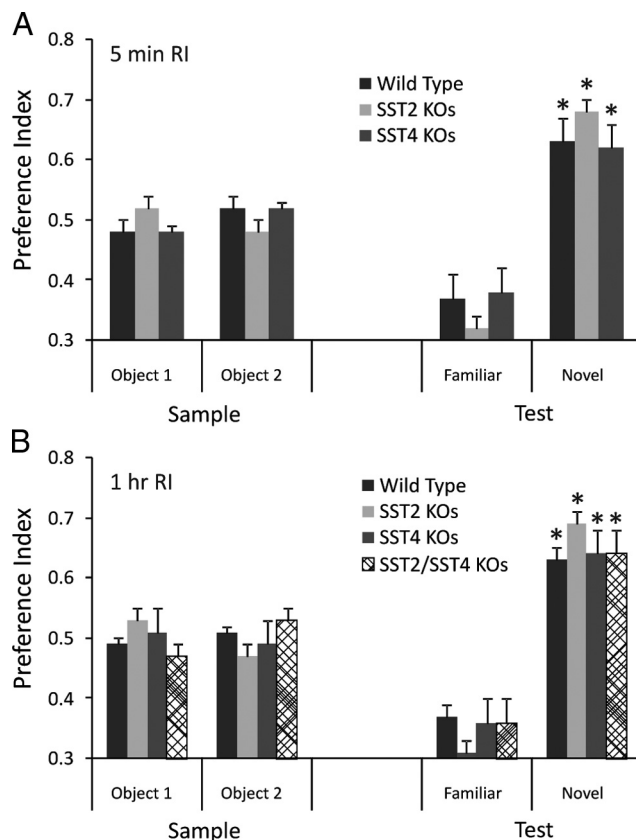 A
5 min RI
Preference Index
0.8
0.7
0.6
0.5
0.4
0.3
Wild Type
SST2 KOs
SST4 KOs
* * *
Object 1 Object 2 Familiar Novel
Sample Test
B
1 hr RI
Preference Index
0.8
0.7
0.6
0.5
0.4
0.3
Wild Type
SST2 KOs
SST4 KOs
SST2/SST4 KOs
* * * *
Object 1 Object 2 Familiar Novel
Sample Test